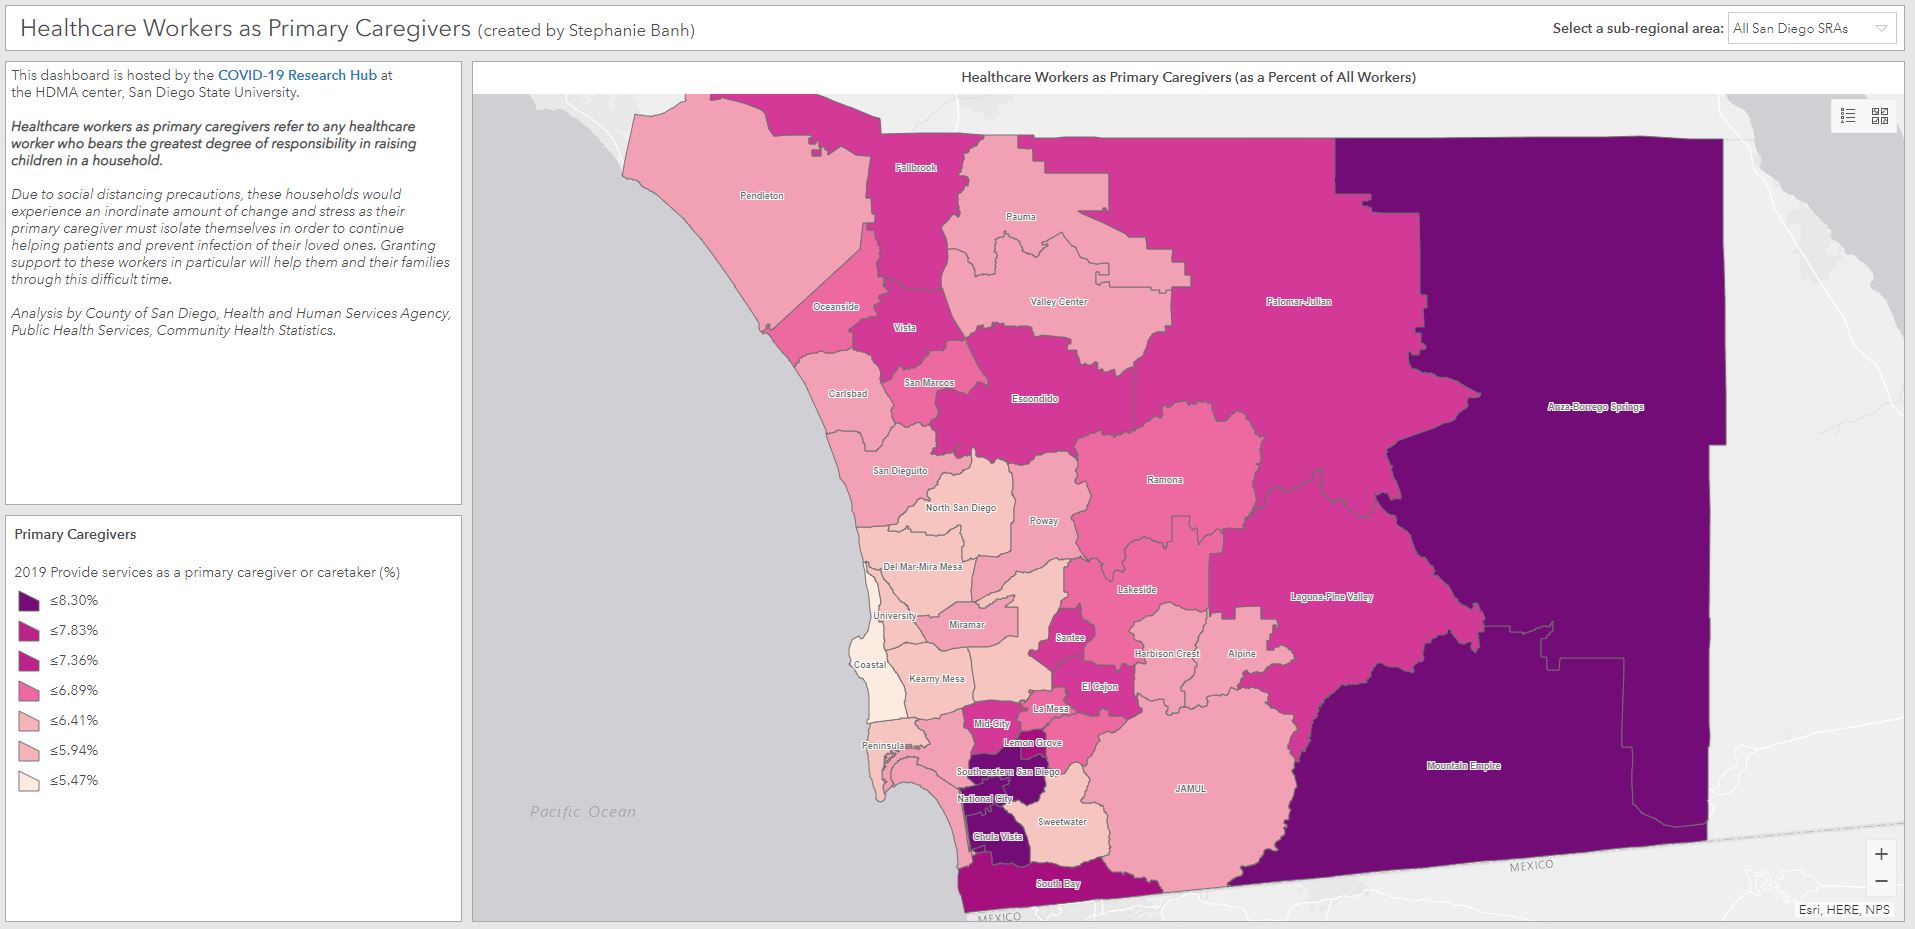 Healthcare Workers as Primary Caregivers (created by Stephanie Banh)
Select a sub-regional area: All San Diego SRAs
This dashboard is hosted by the COVID-19 Research Hub at
the HDMA center, San Diego State University.
Healthcare workers as primary caregivers refer to any healthcare
worker who bears the greatest degree of responsibility in raising
children in a household.
Due to social distancing precautions, these households would
experience an inordinate amount of change and stress as their
primary caregiver must isolate themselves in order to continue
helping patients and prevent infection of their loved ones. Granting
support to these workers in particular will help them and their families
through this difficult time.
Analysis by County of San Diego, Health and Human Services Agency,
Public Health Services, Community Health Statistics.
Primary Caregivers
2019 Provide services as a primary caregiver or caretaker (%)
≤8.30%
≤7.83%
≤7.36%
≤6.89%
≤6.41%
≤5.94%
≤5.47%
Healthcare Workers as Primary Caregivers (as a Percent of All Workers)
Fallbrook
Pendleton
Pauma
Valley Center
Palomar-Julian
Oceanside
Vista
San Marcos
Carlsbad
Escondido
Anza-Borrego Springs
San Dieguito
Ramona
North San Diego
Poway
Del Mar-Mira Mesa
Lakeside
Laguna-Pine Valley
University
Miramar
Santee
Harbison Crest
Alpine
Coastal
Kearny Mesa
El Cajon
La Mesa
Mid-City
Lemon Grove
Peninsula
Southeastern San Diego
Mountain Empire
National City
JAMUL
Pacific Ocean
Sweetwater
Chula Vista
South Bay
MEXICO
MEXICO
+
−
Esri, HERE, NPS